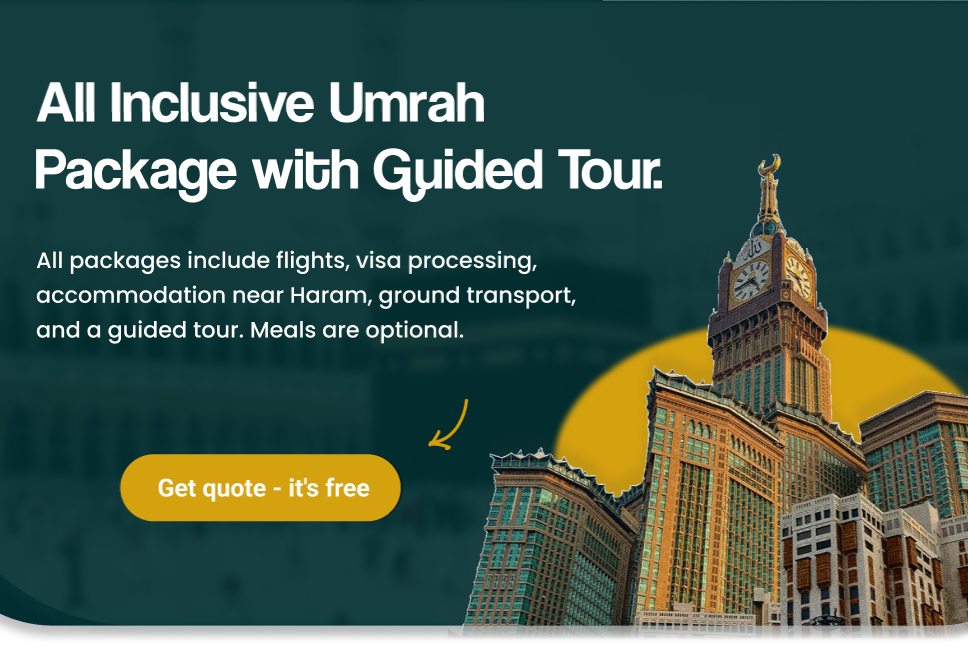 All Inclusive Umrah
Package with Guided Tour.
All packages include flights, visa processing,
accommodation near Haram, ground transport,
and a guided tour. Meals are optional.
Get quote - it's free